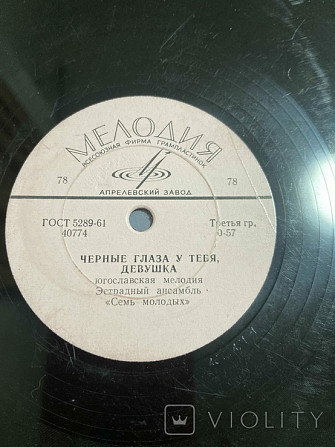 МЕЛОДИЯ
ВСЕСОЮЗНАЯ ФИРМА ГРАМПЛАСТИНОК
78 78
АПРЕЛЕВСКИЙ ЗАВОД
ГОСТ 5289-61 Третья гр.
40774 0-57
ЧЕРНЫЕ ГЛАЗА У ТЕБЯ,
ДЕВУШКА
югославская мелодия
Эстрадный ансамбль
«Семь молодых»
VIOLITY